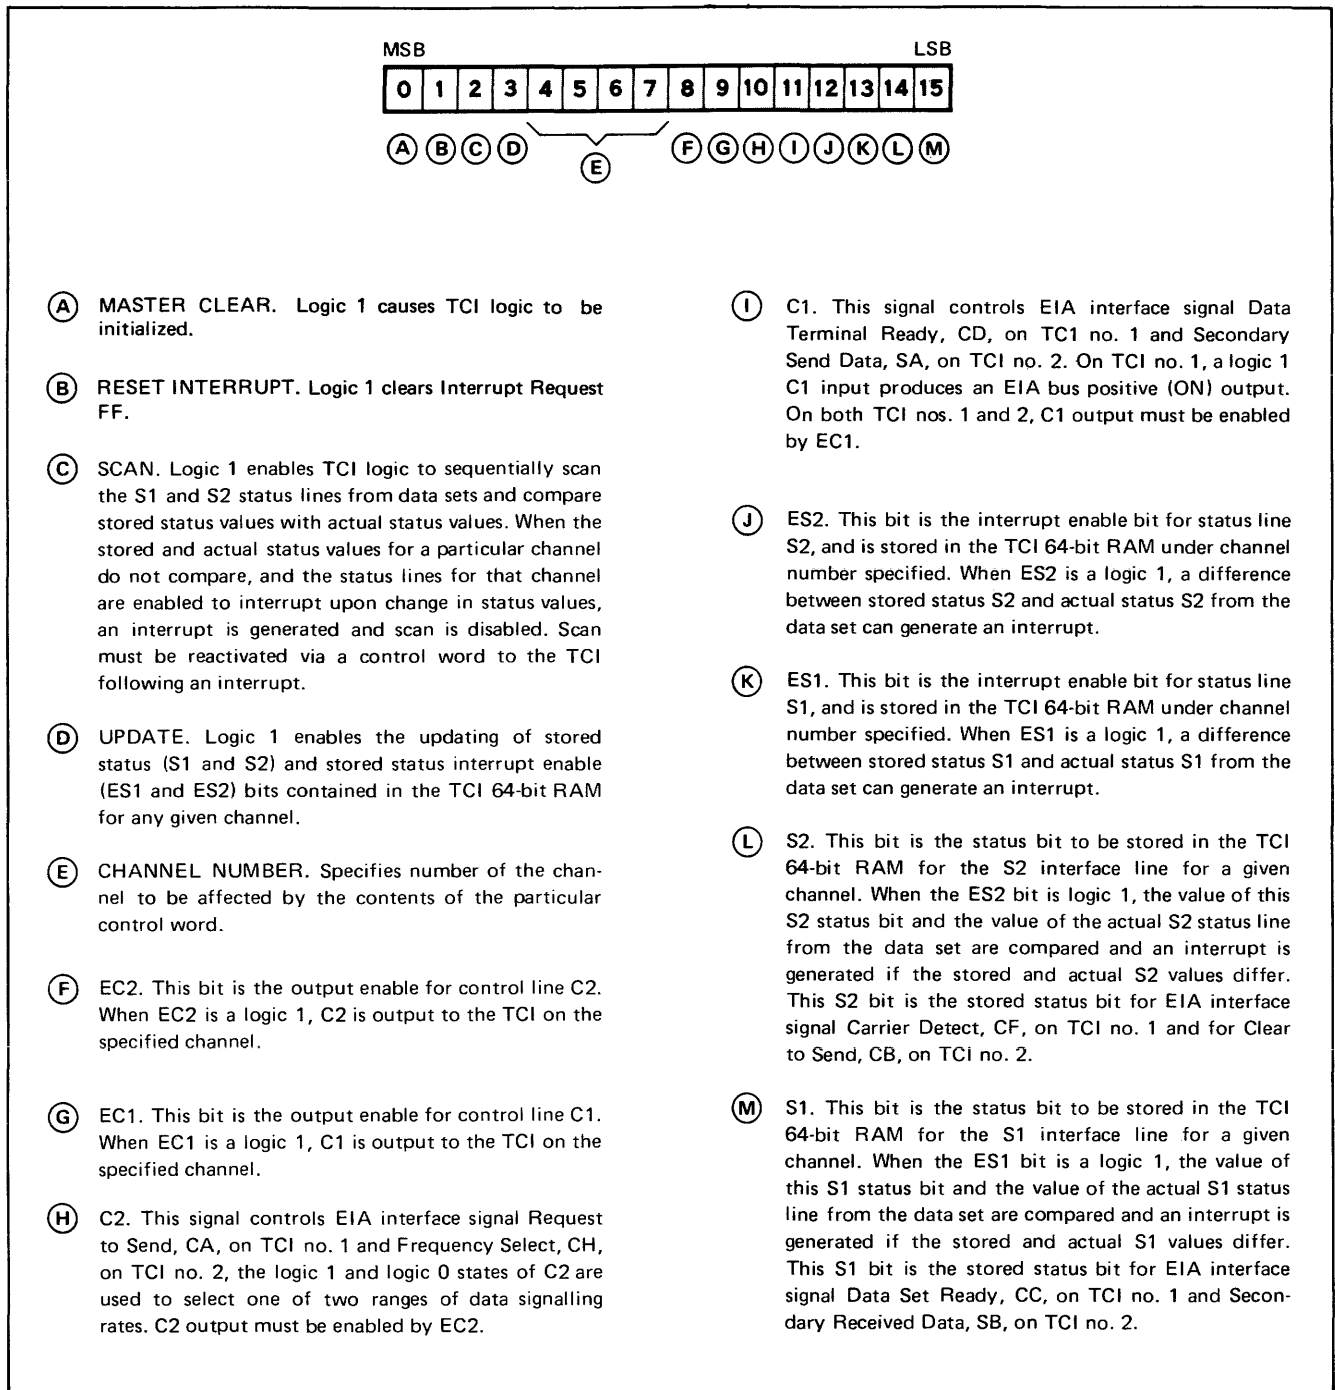 MSB LSB
0 1 2 3 4 5 6 7 8 9 10 11 12 13 14 15
A B C D E F G H I J K L M
A MASTER CLEAR. Logic 1 causes TCI logic to be
initialized.
B RESET INTERRUPT. Logic 1 clears Interrupt Request
FF.
C SCAN. Logic 1 enables TCI logic to sequentially scan
the S1 and S2 status lines from data sets and compare
stored status values with actual status values. When the
stored and actual status values for a particular channel
do not compare, and the status lines for that channel
are enabled to interrupt upon change in status values,
an interrupt is generated and scan is disabled. Scan
must be reactivated via a control word to the TCI
following an interrupt.
D UPDATE. Logic 1 enables the updating of stored
status (S1 and S2) and stored status interrupt enable
(ES1 and ES2) bits contained in the TCI 64-bit RAM
for any given channel.
E CHANNEL NUMBER. Specifies number of the chan-
nel to be affected by the contents of the particular
control word.
F EC2. This bit is the output enable for control line C2.
When EC2 is a logic 1, C2 is output to the TCI on the
specified channel.
G EC1. This bit is the output enable for control line C1.
When EC1 is a logic 1, C1 is output to the TCI on the
specified channel.
H C2. This signal controls EIA interface signal Request
to Send, CA, on TCI no. 1 and Frequency Select, CH,
on TCI no. 2, the logic 1 and logic 0 states of C2 are
used to select one of two ranges of data signalling
rates. C2 output must be enabled by EC2.
I C1. This signal controls EIA interface signal Data
Terminal Ready, CD, on TC1 no. 1 and Secondary
Send Data, SA, on TCI no. 2. On TCI no. 1, a logic 1
C1 input produces an EIA bus positive (ON) output.
On both TCI nos. 1 and 2, C1 output must be enabled
by EC1.
J ES2. This bit is the interrupt enable bit for status line
S2, and is stored in the TCI 64-bit RAM under channel
number specified. When ES2 is a logic 1, a difference
between stored status S2 and actual status S2 from the
data set can generate an interrupt.
K ES1. This bit is the interrupt enable bit for status line
S1, and is stored in the TCI 64-bit RAM under channel
number specified. When ES1 is a logic 1, a difference
between stored status S1 and actual status S1 from the
data set can generate an interrupt.
L S2. This bit is the status bit to be stored in the TCI
64-bit RAM for the S2 interface line for a given
channel. When the ES2 bit is logic 1, the value of this
S2 status bit and the value of the actual S2 status line
from the data set are compared and an interrupt is
generated if the stored and actual S2 values differ.
This S2 bit is the stored status bit for EIA interface
signal Carrier Detect, CF, on TCI no. 1 and for Clear
to Send, CB, on TCI no. 2.
M S1. This bit is the status bit to be stored in the TCI
64-bit RAM for the S1 interface line for a given
channel. When the ES1 bit is a logic 1, the value of
this S1 status bit and the value of the actual S1 status
line from the data set are compared and an interrupt is
generated if the stored and actual S1 values differ.
This S1 bit is the stored status bit for EIA interface
signal Data Set Ready, CC, on TCI no. 1 and Secon-
dary Received Data, SB, on TCI no. 2.